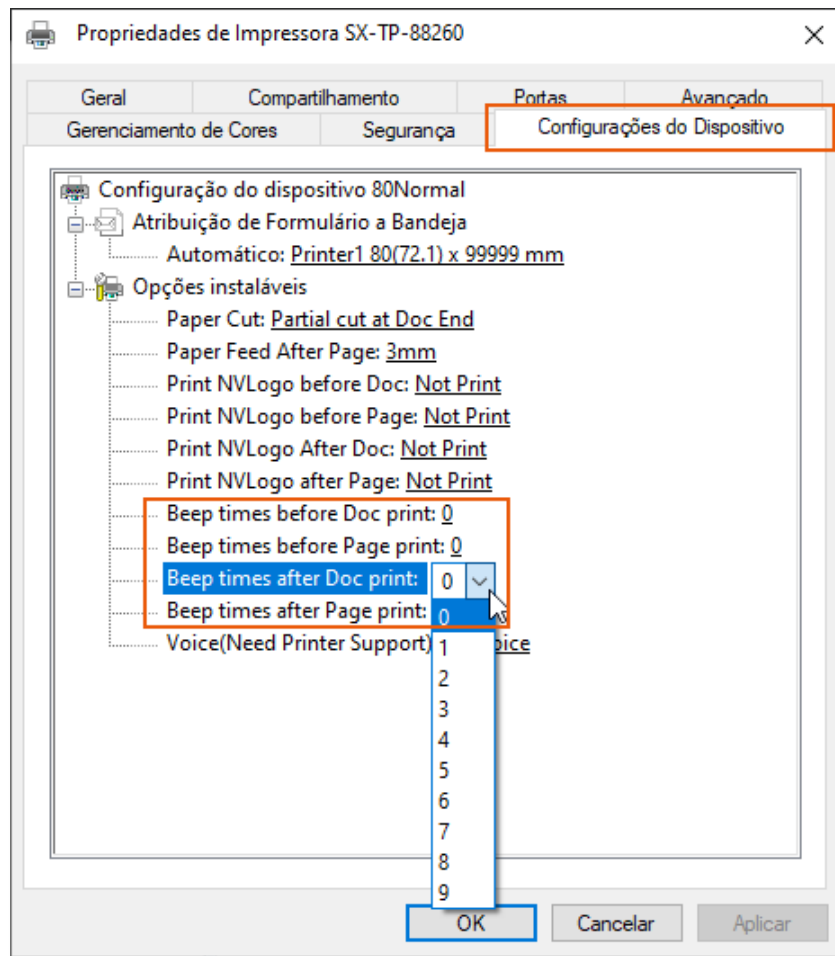 Propriedades de Impressora SX-TP-88260
Geral Compartilhamento Portas Avançado
Gerenciamento de Cores Segurança Configurações do Dispositivo
Configuração do dispositivo 80Normal
Atribuição de Formulário a Bandeja
Automático: Printer1 80(72.1) x 99999 mm
Opções instaláveis
Paper Cut: Partial cut at Doc End
Paper Feed After Page: 3mm
Print NVLogo before Doc: Not Print
Print NVLogo before Page: Not Print
Print NVLogo After Doc: Not Print
Print NVLogo after Page: Not Print
Beep times before Doc print: 0
Beep times before Page print: 0
Beep times after Doc print: 0
Beep times after Page print:
0
Voice(Need Printer Support)
1
2
3
4
5
6
7
8
9
OK Cancelar Aplicar